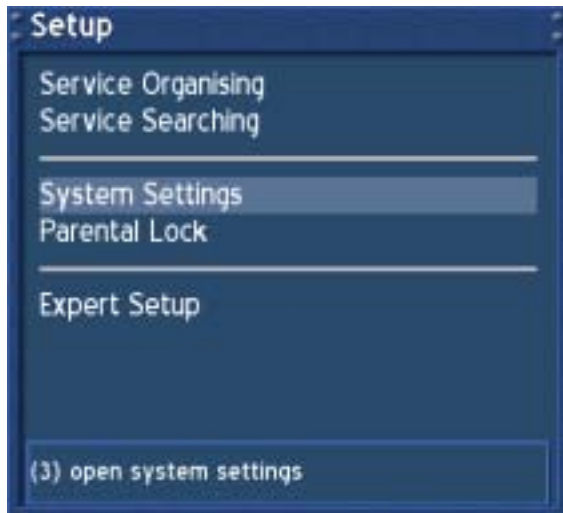 Setup
Service Organising
Service Searching
System Settings
Parental Lock
Expert Setup
(3) open system settings